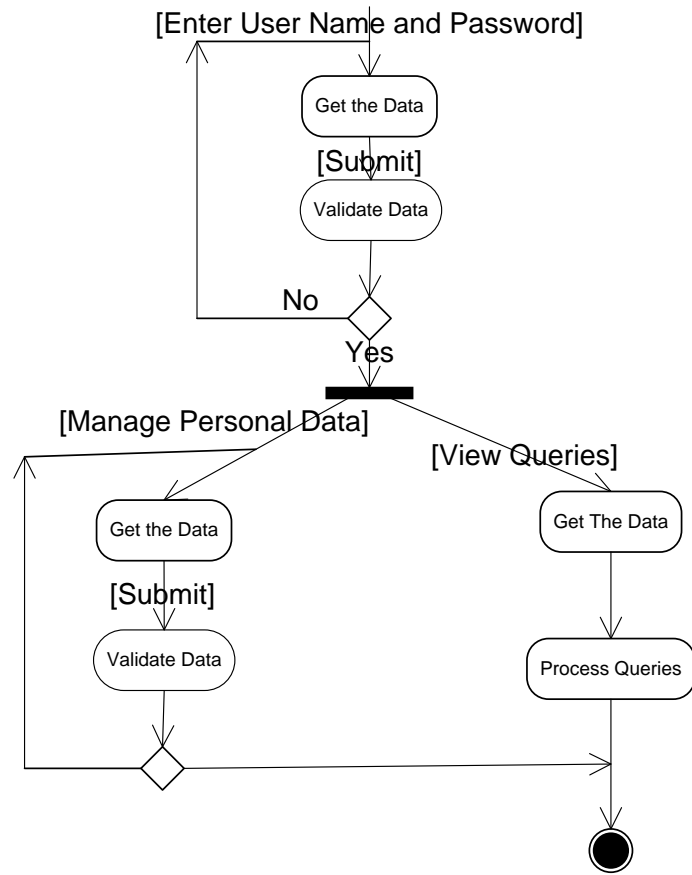 [Enter User Name and Password]
Get the Data
[Submit]
Validate Data
No
Yes
[Manage Personal Data]
[View Queries]
Get the Data
Get The Data
[Submit]
Validate Data
Process Queries